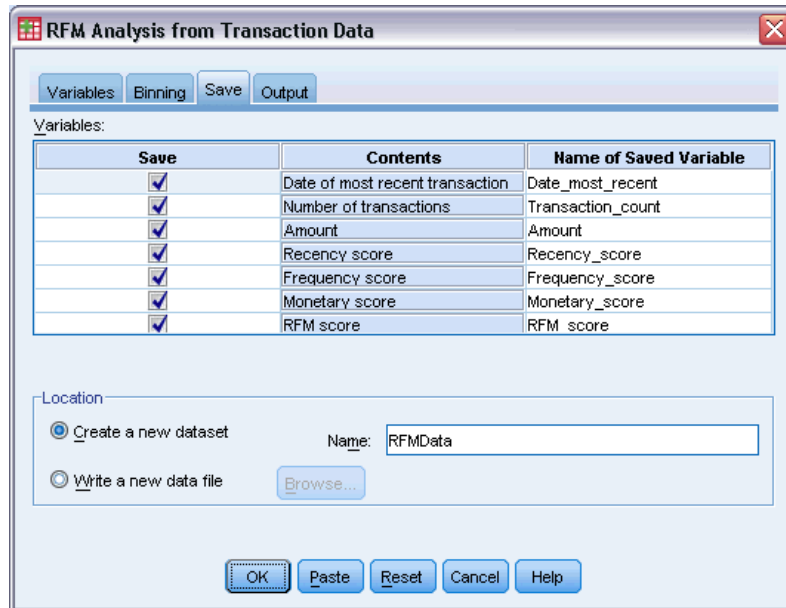 RFM Analysis from Transaction Data
Variables Binning Save Output
Variables:
Save Contents Name of Saved Variable
Date of most recent transaction Date_most_recent
Number of transactions Transaction_count
Amount Amount
Recency score Recency_score
Frequency score Frequency_score
Monetary score Monetary_score
RFM score RFM_score
Location
Create a new dataset Name: RFMData
Write a new data file Browse...
OK Paste Reset Cancel Help